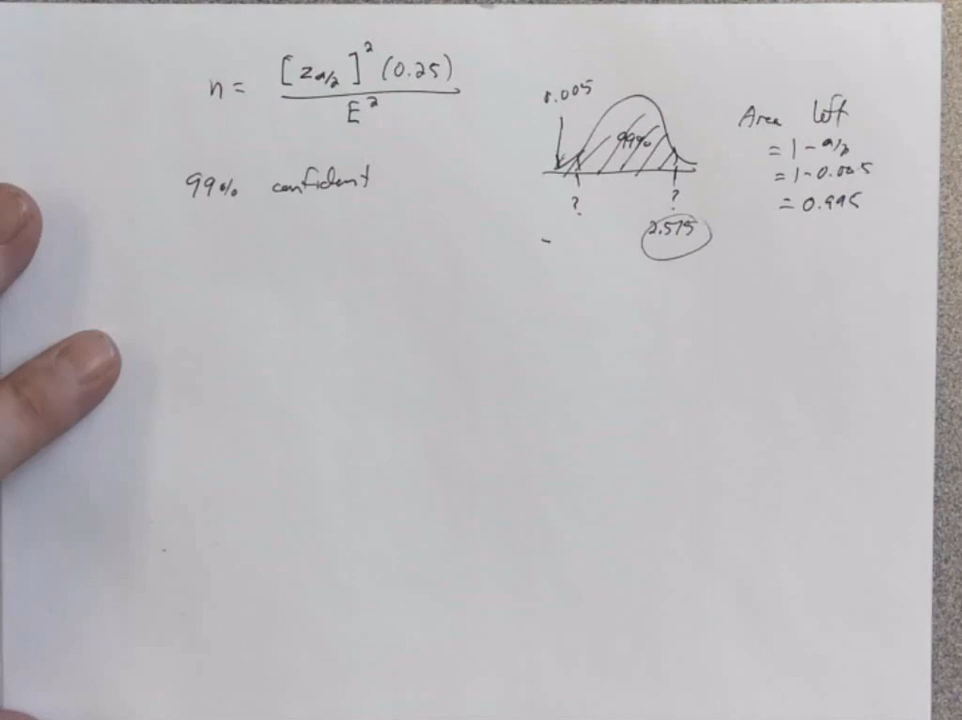 n = [z α/2]² (0.25) / E²
99% confident
0.005
99%
? ?
- 2.575
Area left
= 1 - α/2
= 1 - 0.005
= 0.995